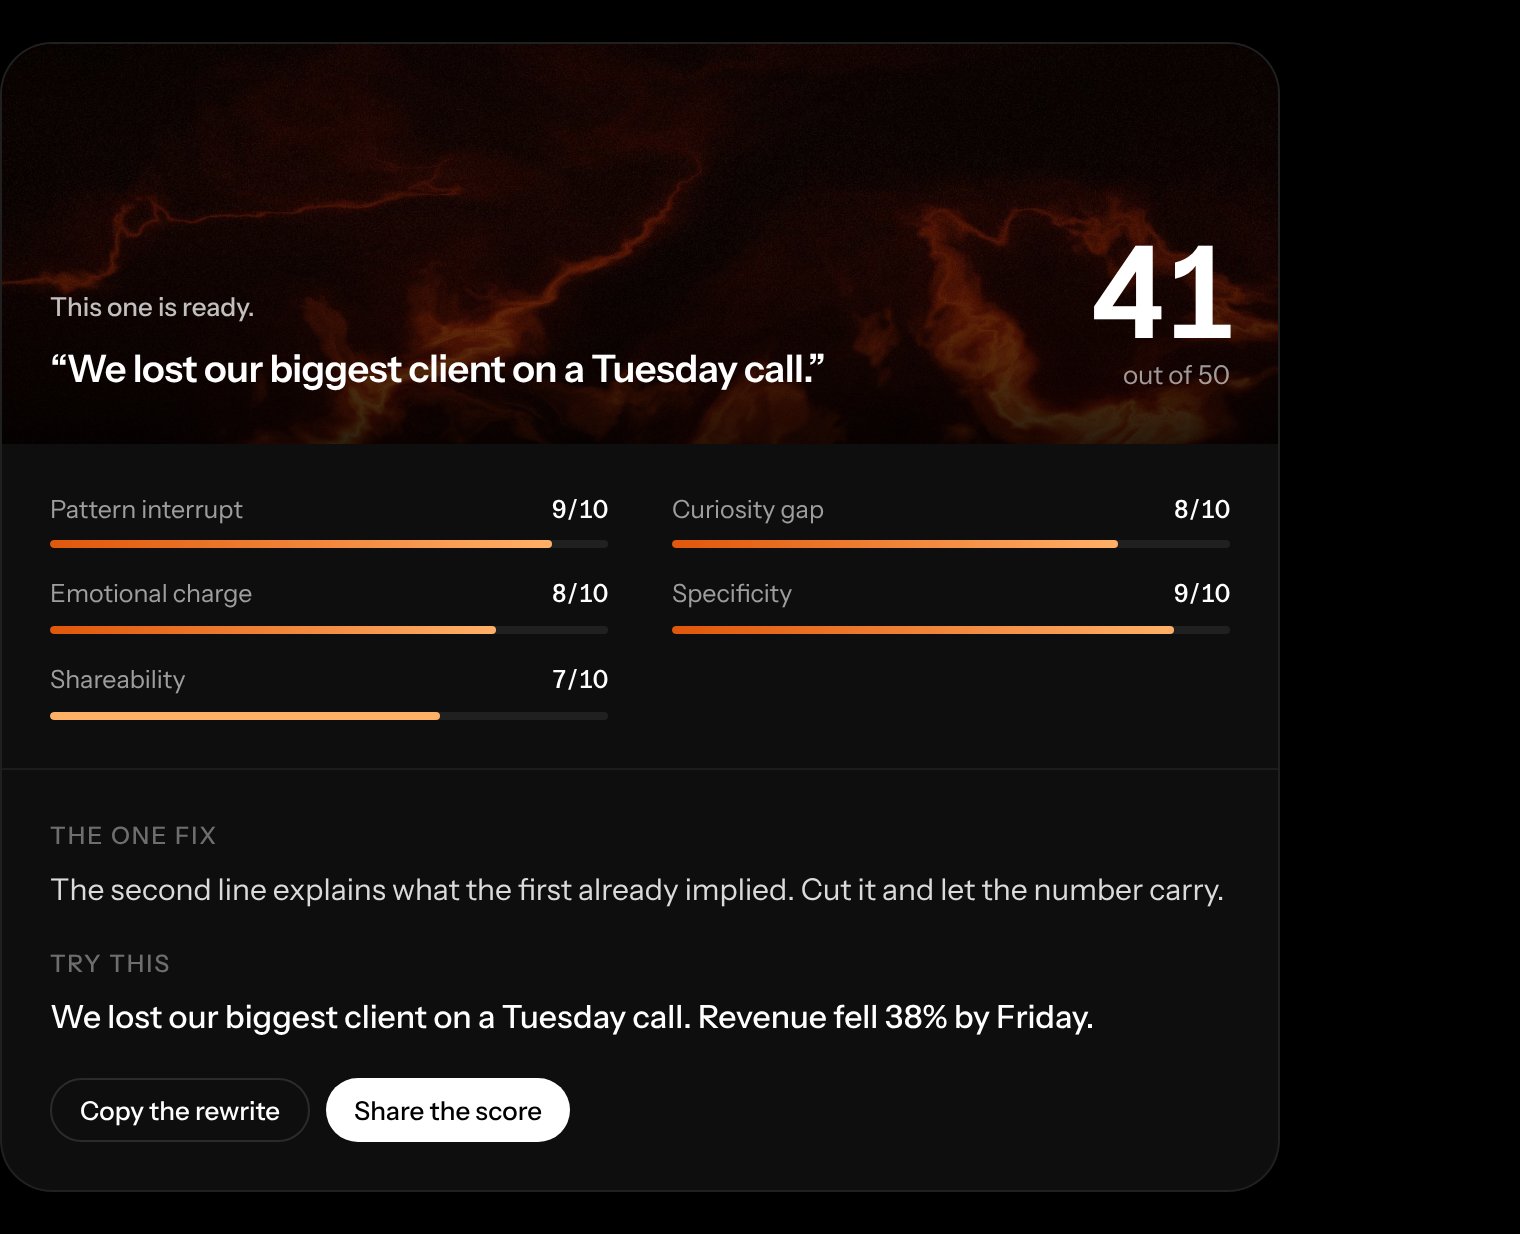 This one is ready.
“We lost our biggest client on a Tuesday call.”
41
out of 50
Pattern interrupt 9/10
Curiosity gap 8/10
Emotional charge 8/10
Specificity 9/10
Shareability 7/10
THE ONE FIX
The second line explains what the first already implied. Cut it and let the number carry.
TRY THIS
We lost our biggest client on a Tuesday call. Revenue fell 38% by Friday.
Copy the rewrite
Share the score